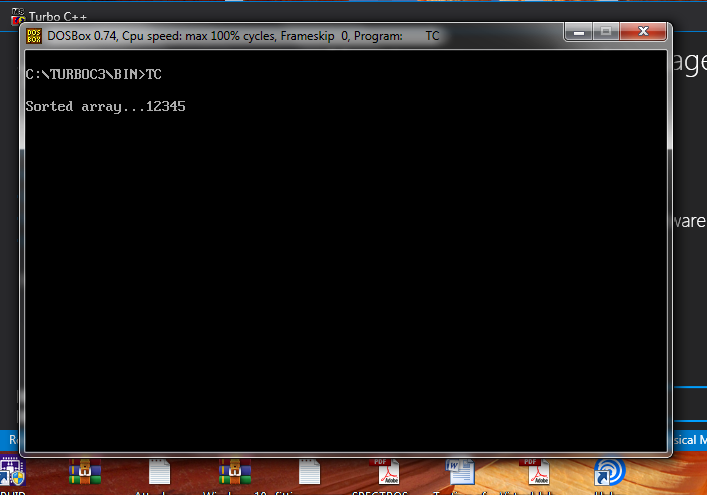 Turbo C++
DOSBox 0.74, Cpu speed: max 100% cycles, Frameskip 0, Program: TC
age
C:\TURBOC3\BIN>TC
Sorted array...12345
ware
sical M
PDF
Adobe
PDF
Adobe